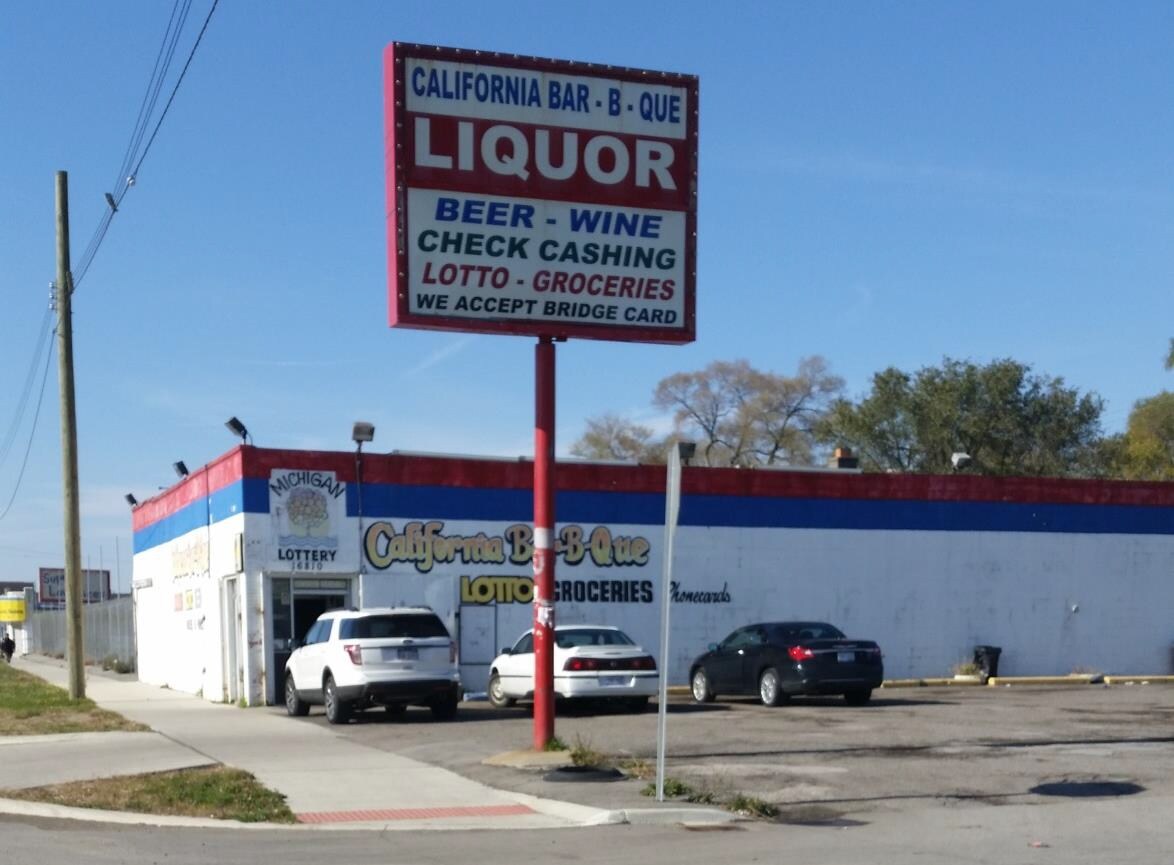 CALIFORNIA BAR - B - QUE
LIQUOR
BEER - WINE
CHECK CASHING
LOTTO - GROCERIES
WE ACCEPT BRIDGE CARD
MICHIGAN
LOTTERY
16810
California Bar-B-Que
LOTTO GROCERIES Phonecards